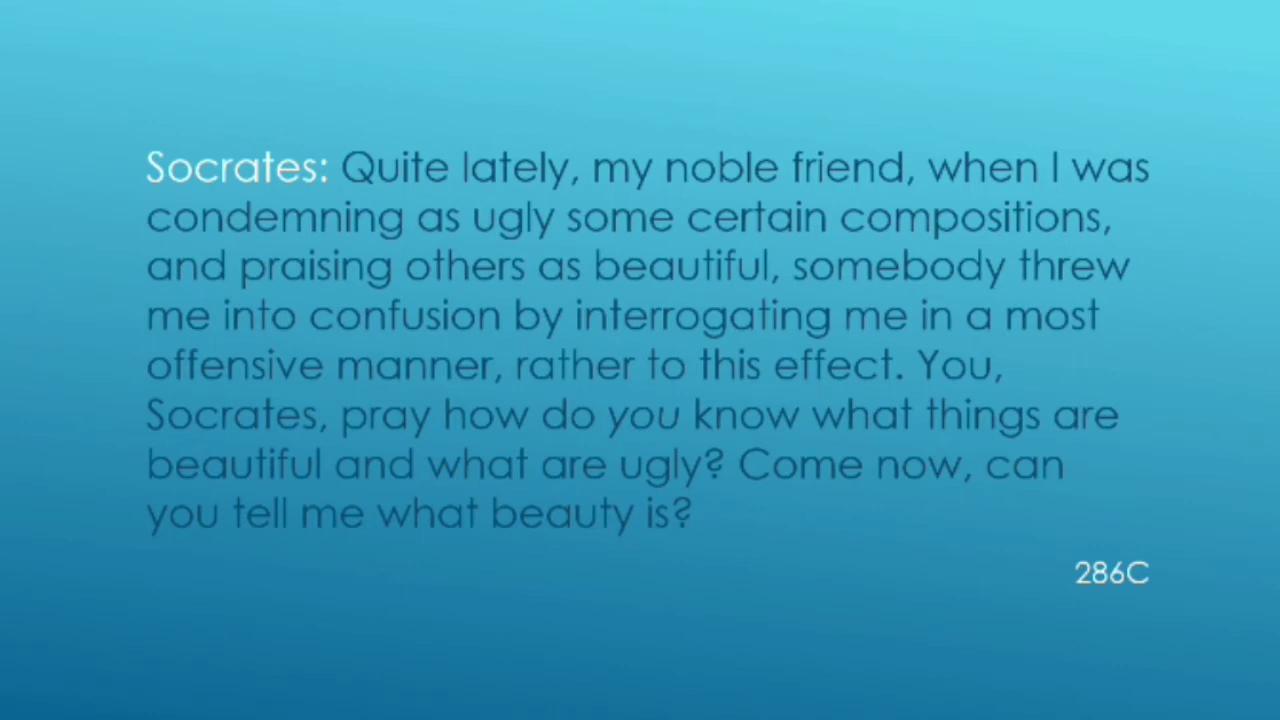 Socrates: Quite lately, my noble friend, when I was
condemning as ugly some certain compositions,
and praising others as beautiful, somebody threw
me into confusion by interrogating me in a most
offensive manner, rather to this effect. You,
Socrates, pray how do you know what things are
beautiful and what are ugly? Come now, can
you tell me what beauty is?
286C